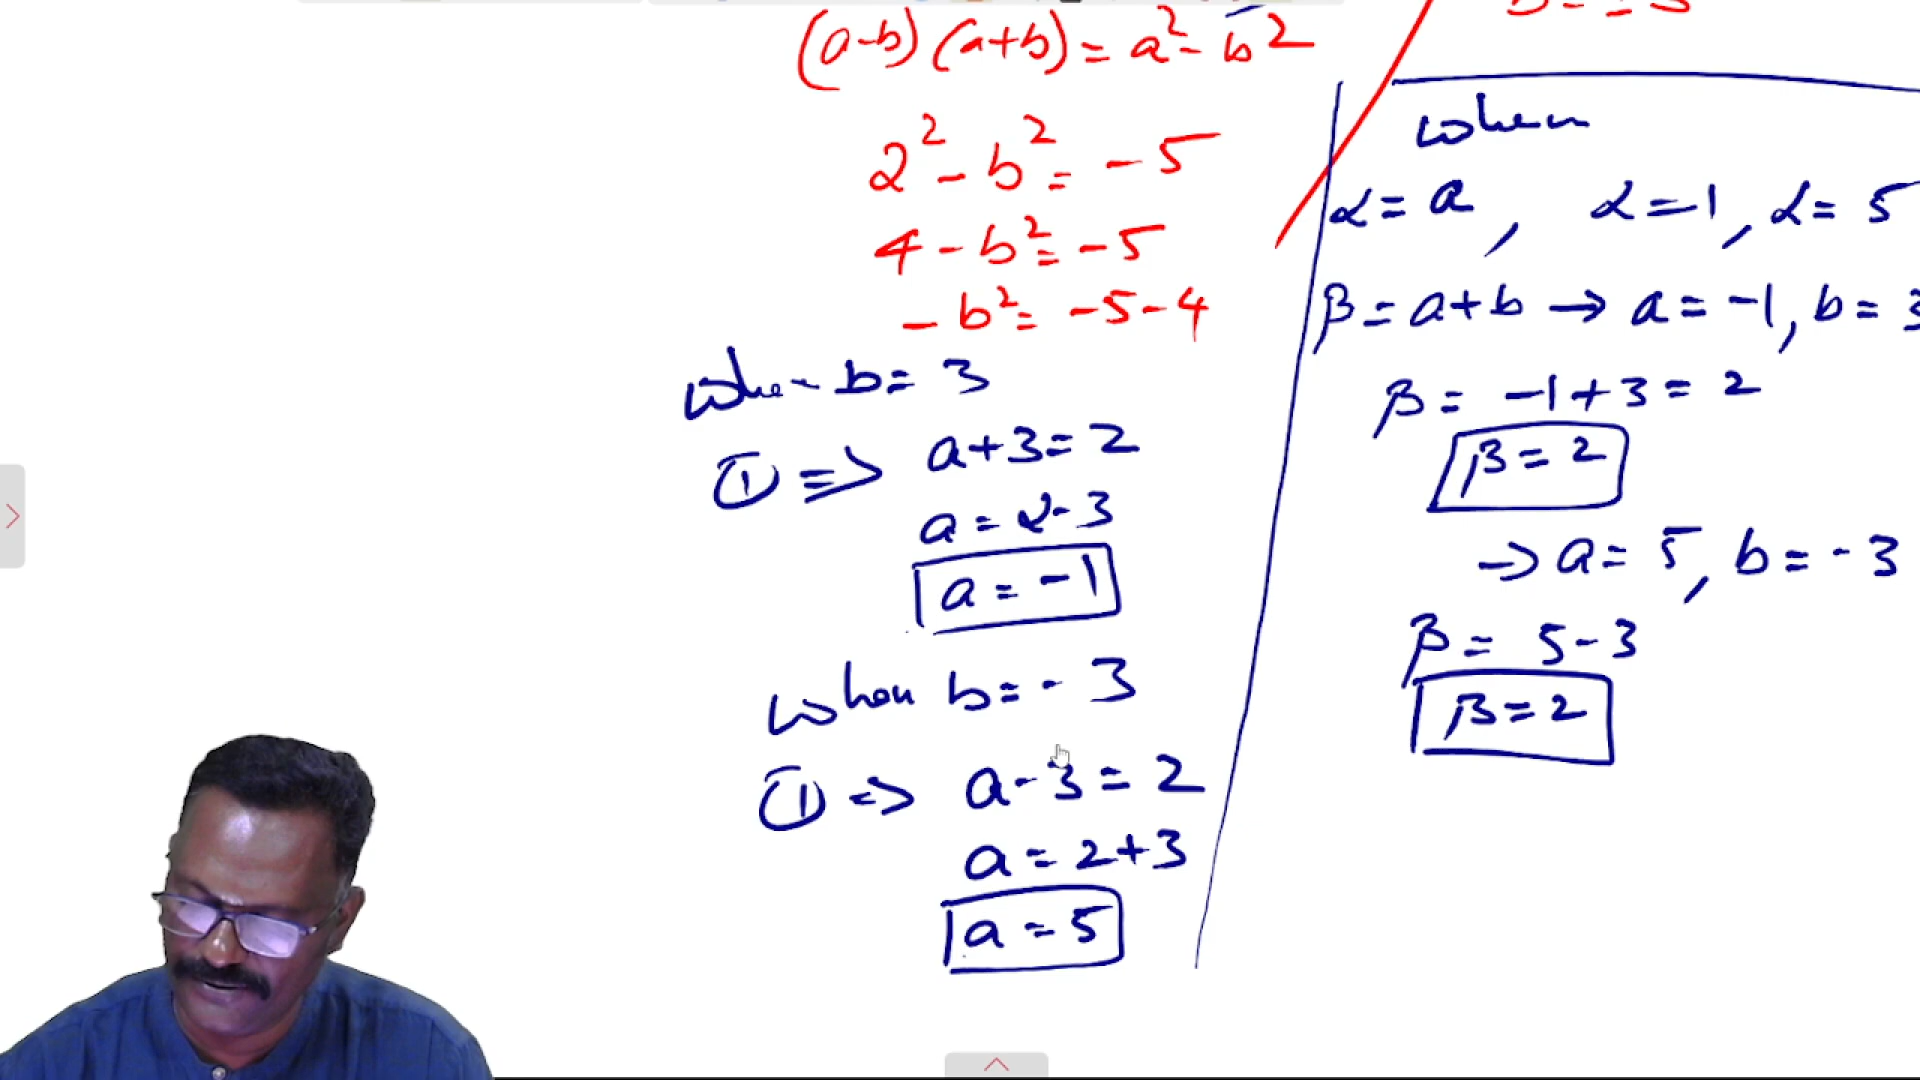 (a-b) (a+b) = a² - b²
2² - b² = -5
4 - b² = -5
- b² = -5-4
when b = 3
① => a+3 = 2
a = 2-3
a = -1
when b = -3
① => a-3 = 2
a = 2+3
a = 5
when
α = a, α = -1, α = 5
β = a+b → a = -1, b = 3
β = -1+3 = 2
β = 2
→ a = 5, b = -3
β = 5-3
β = 2